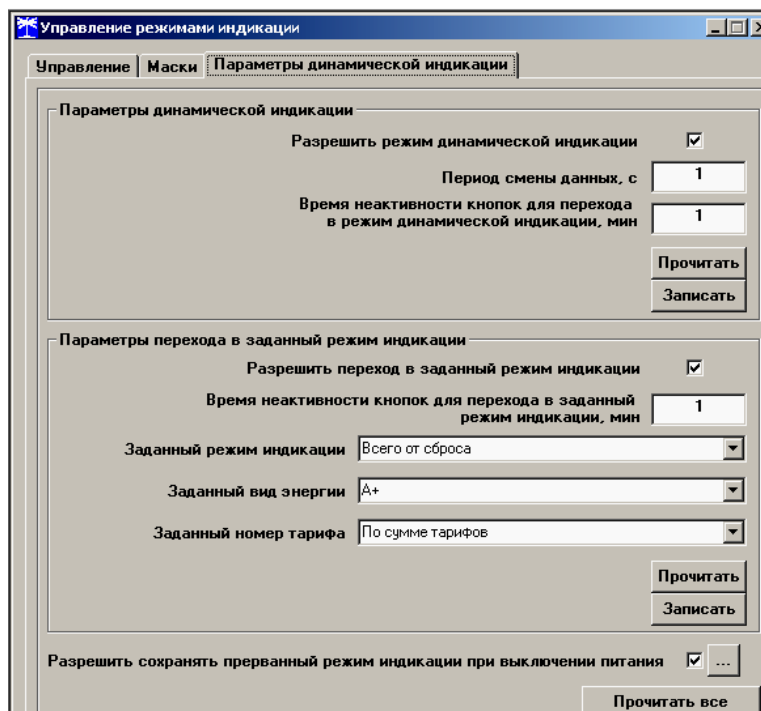 Управление режимами индикации
Управление Маски Параметры динамической индикации
Параметры динамической индикации
Разрешить режим динамической индикации
Период смены данных, с 1
Время неактивности кнопок для перехода
в режим динамической индикации, мин 1
Прочитать
Записать
Параметры перехода в заданный режим индикации
Разрешить переход в заданный режим индикации
Время неактивности кнопок для перехода в заданный
режим индикации, мин 1
Заданный режим индикации Всего от сброса
Заданный вид энергии А+
Заданный номер тарифа По сумме тарифов
Прочитать
Записать
Разрешить сохранять прерванный режим индикации при выключении питания ...
Прочитать все